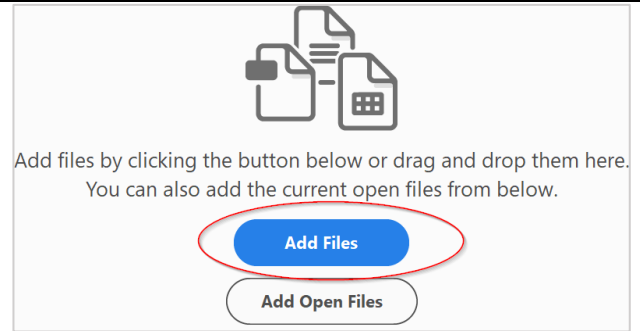 Add files by clicking the button below or drag and drop them here.
You can also add the current open files from below.
Add Files
Add Open Files